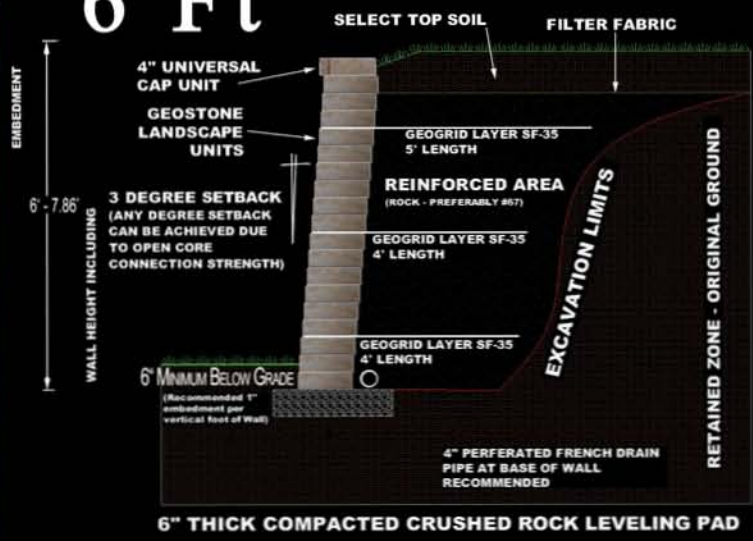 6 Ft
SELECT TOP SOIL
FILTER FABRIC
EMBEDMENT
4" UNIVERSAL
CAP UNIT
GEOSTONE
LANDSCAPE
UNITS
GEOGRID LAYER SF-35
5' LENGTH
6' - 7.86'
WALL HEIGHT INCLUDING
3 DEGREE SETBACK
(ANY DEGREE SETBACK
CAN BE ACHIEVED DUE
TO OPEN CORE
CONNECTION STRENGTH)
REINFORCED AREA
(ROCK - PREFERABLY #67)
GEOGRID LAYER SF-35
4' LENGTH
EXCAVATION LIMITS
RETAINED ZONE - ORIGINAL GROUND
GEOGRID LAYER SF-35
4' LENGTH
6" MINIMUM BELOW GRADE
(Recommended 1"
embedment per
vertical foot of Wall)
4" PERFERATED FRENCH DRAIN
PIPE AT BASE OF WALL
RECOMMENDED
6" THICK COMPACTED CRUSHED ROCK LEVELING PAD